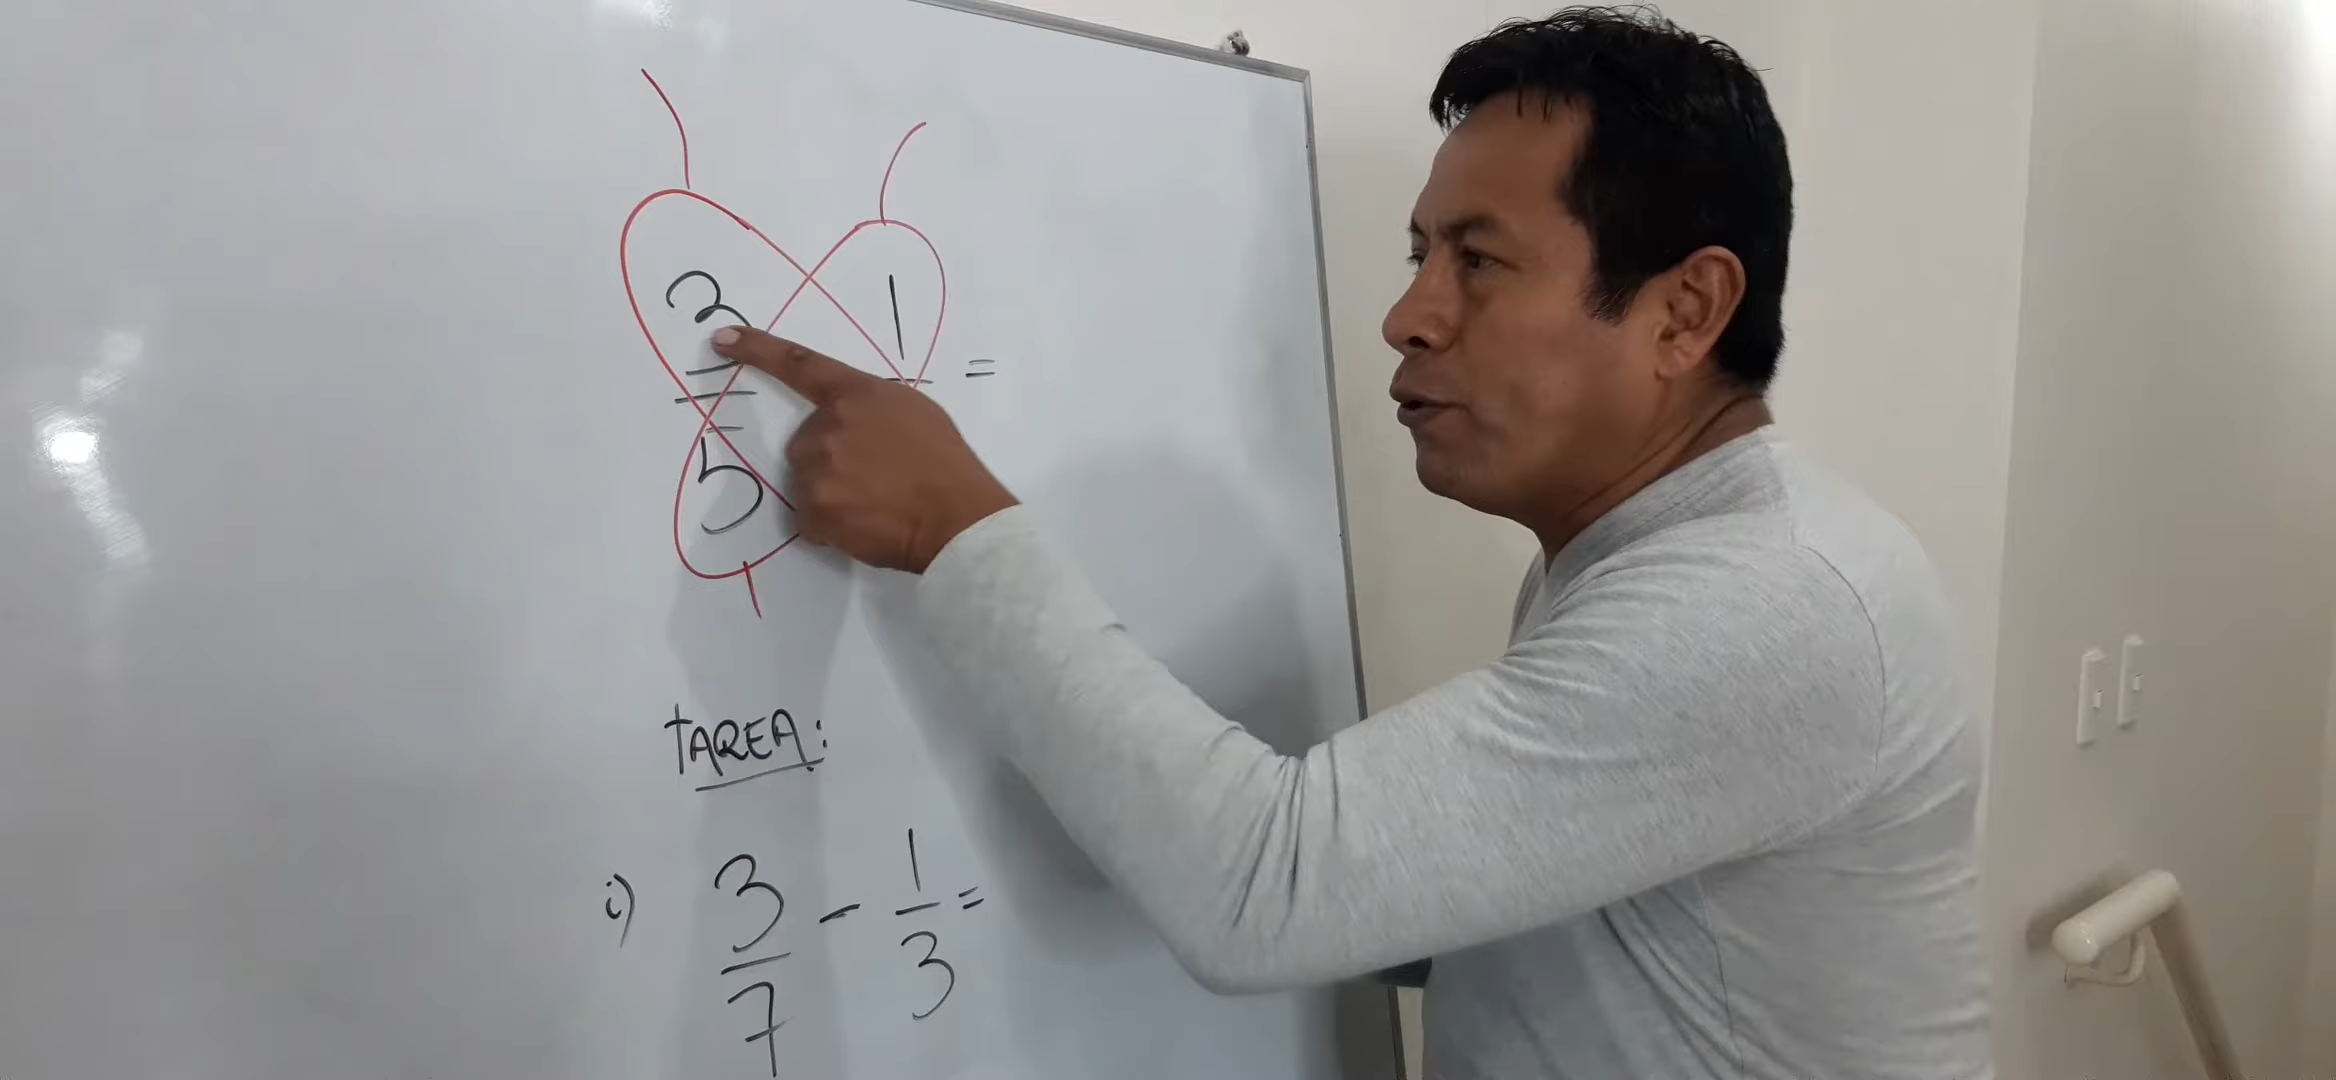 3 1 =
5
TAREA:
i) 3/7 - 1/3 =